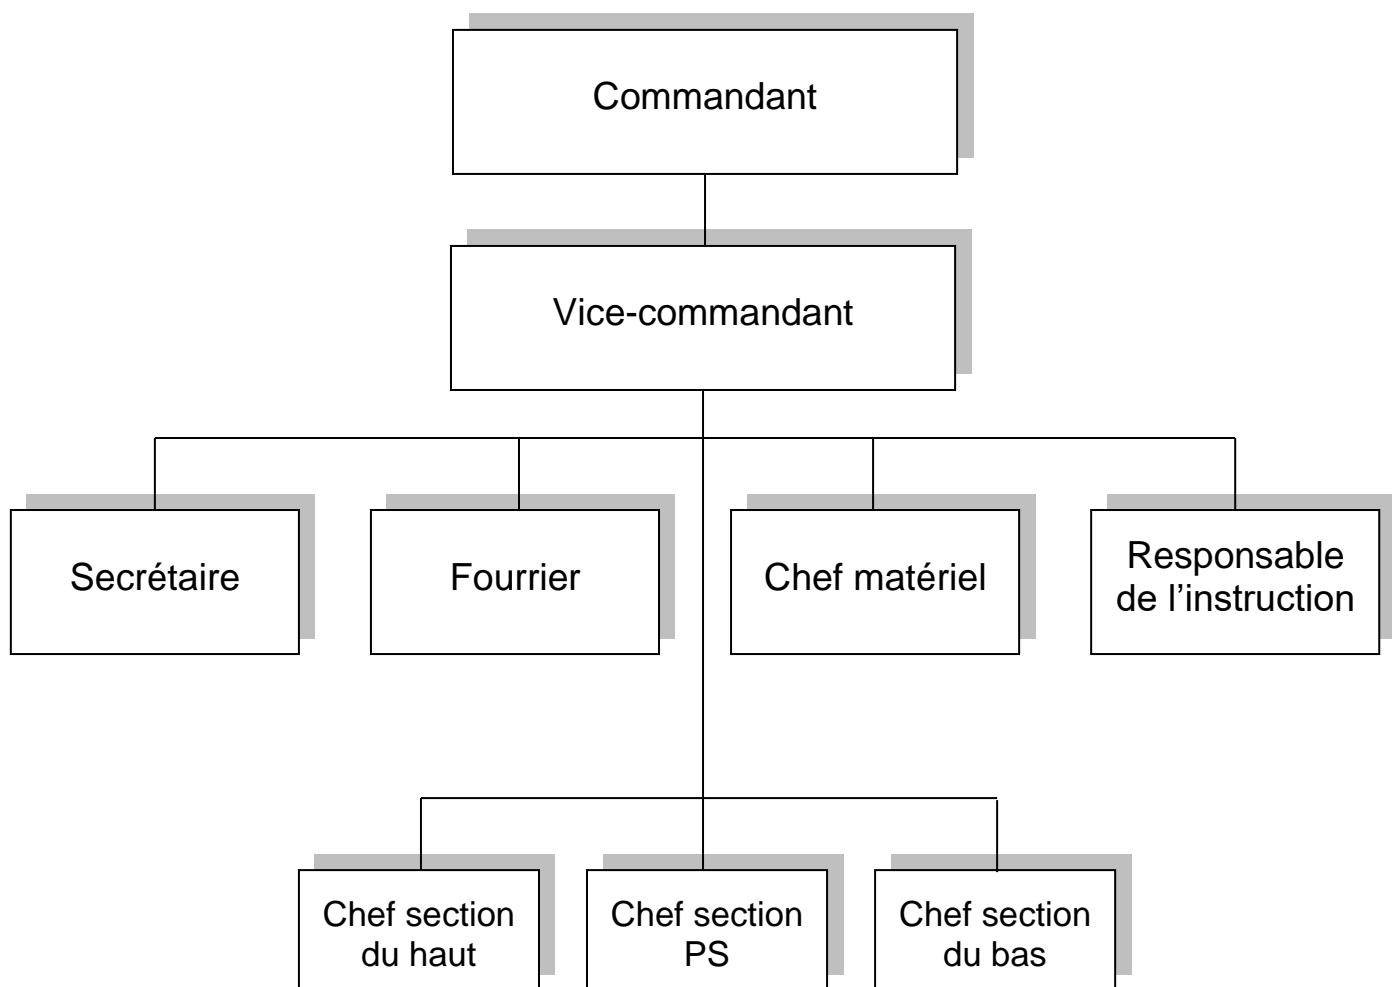 Commandant
Vice-commandant
Secrétaire
Fourrier
Chef matériel
Responsable
de l’instruction
Chef section
du haut
Chef section
PS
Chef section
du bas